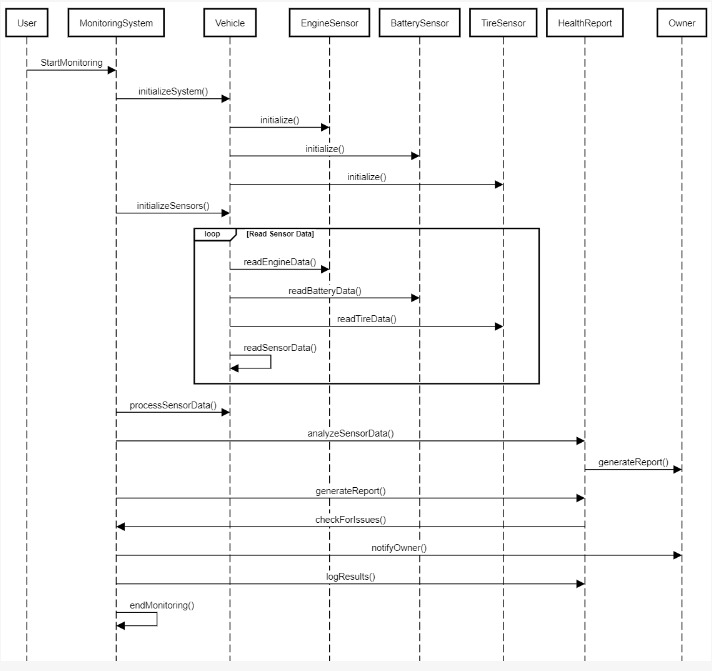 User MonitoringSystem Vehicle EngineSensor BatterySensor TireSensor HealthReport Owner
StartMonitoring
initializeSystem()
initialize()
initialize()
initialize()
initializeSensors()
loop [Read Sensor Data]
readEngineData()
readBatteryData()
readTireData()
readSensorData()
processSensorData()
analyzeSensorData()
generateReport()
generateReport()
checkForIssues()
notifyOwner()
logResults()
endMonitoring()